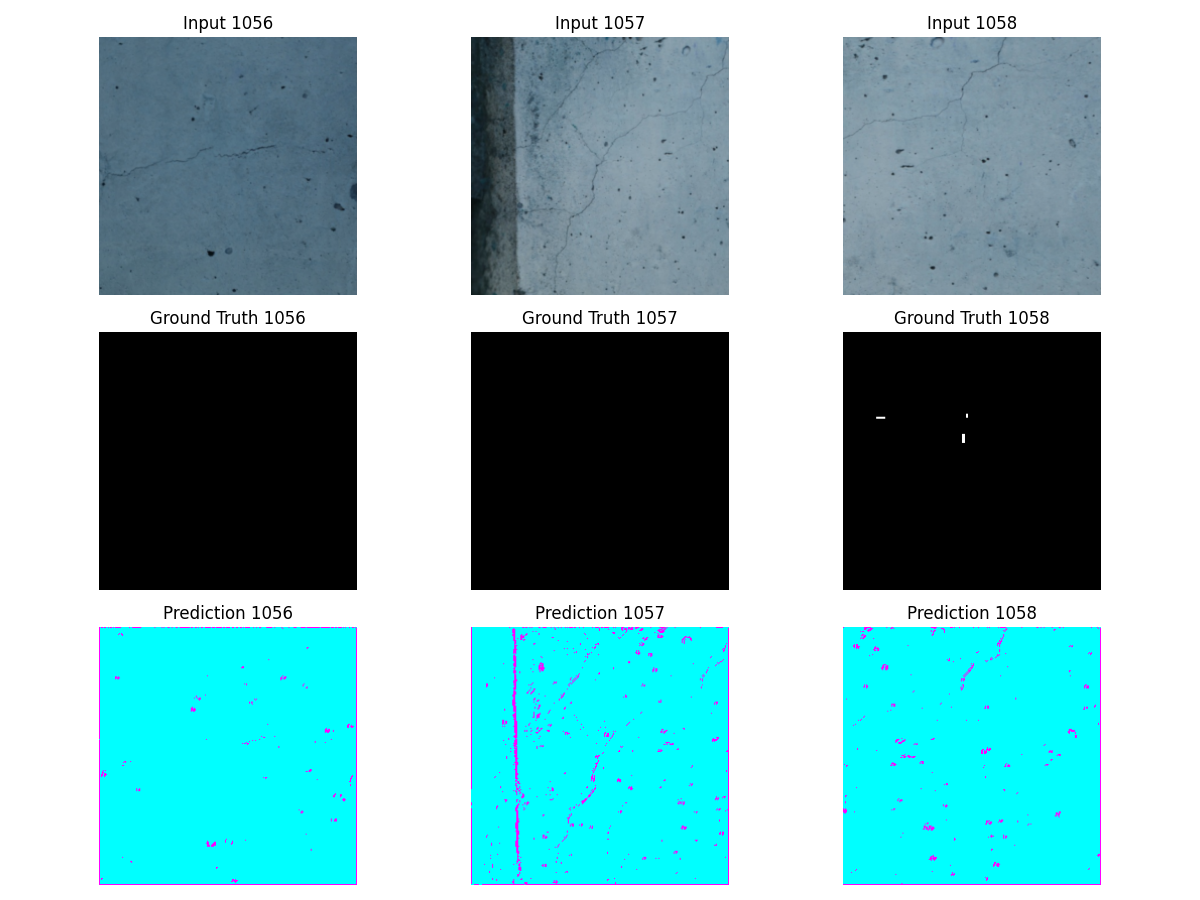 Input 1056
Input 1057
Input 1058
Ground Truth 1056
Ground Truth 1057
Ground Truth 1058
Prediction 1056
Prediction 1057
Prediction 1058